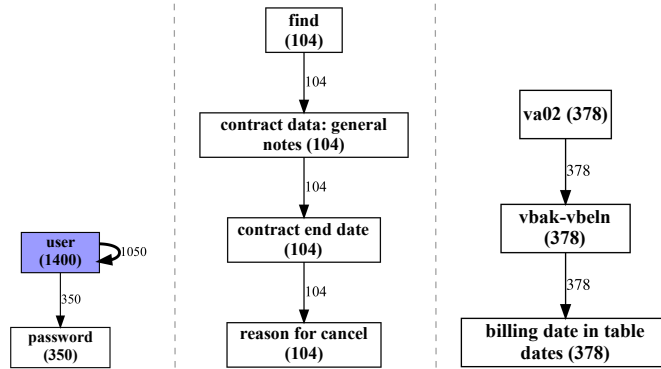 user
(1400)
1050
350
password
(350)
find
(104)
104
contract data: general
notes (104)
104
contract end date
(104)
104
reason for cancel
(104)
va02 (378)
378
vbak-vbeln
(378)
378
billing date in table
dates (378)